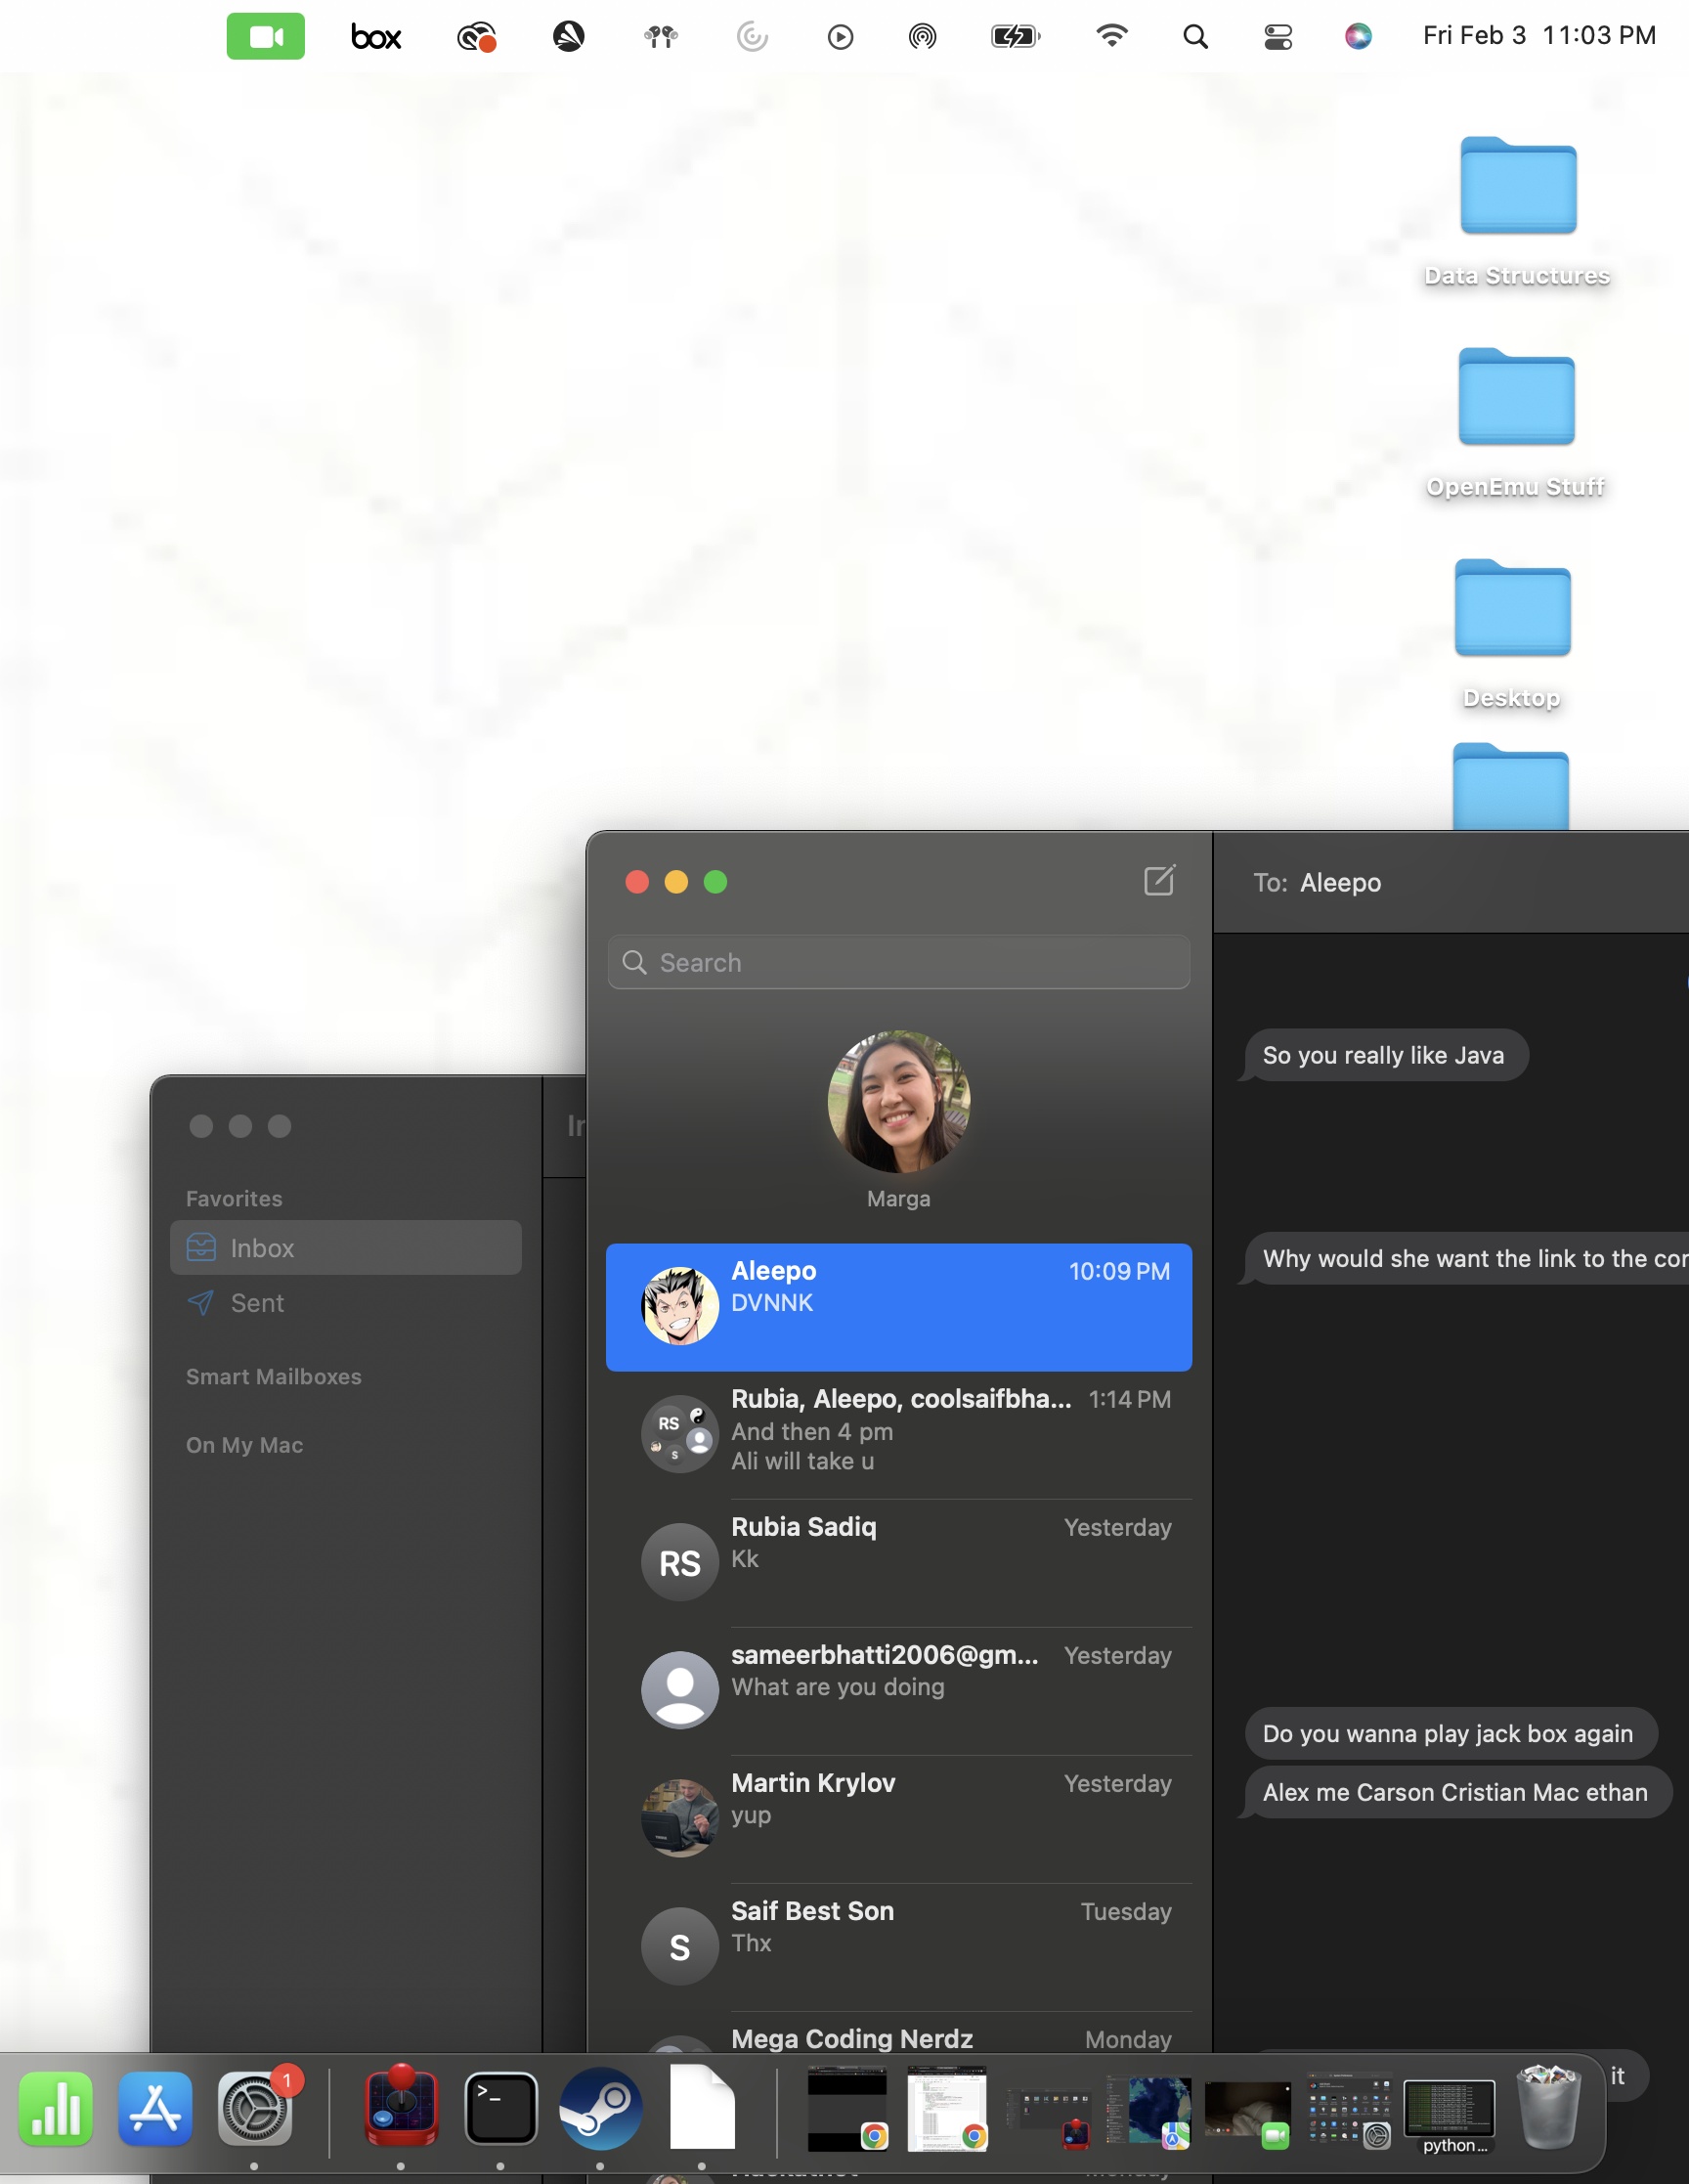 box
Fri Feb 3 11:03 PM
Data Structures
OpenEmu Stuff
Desktop
To: Aleepo
Search
So you really like Java
Marga
Favorites
Inbox
Sent
Smart Mailboxes
On My Mac
Why would she want the link to the cor
Aleepo 10:09 PM
DVNNK
RS
S
Rubia, Aleepo, coolsaifbha... 1:14 PM
And then 4 pm
Ali will take u
RS
Rubia Sadiq Yesterday
Kk
sameerbhatti2006@gm... Yesterday
What are you doing
Do you wanna play jack box again
Alex me Carson Cristian Mac ethan
Martin Krylov Yesterday
yup
S
Saif Best Son Tuesday
Thx
Mega Coding Nerdz Monday
it
1
>_
python...